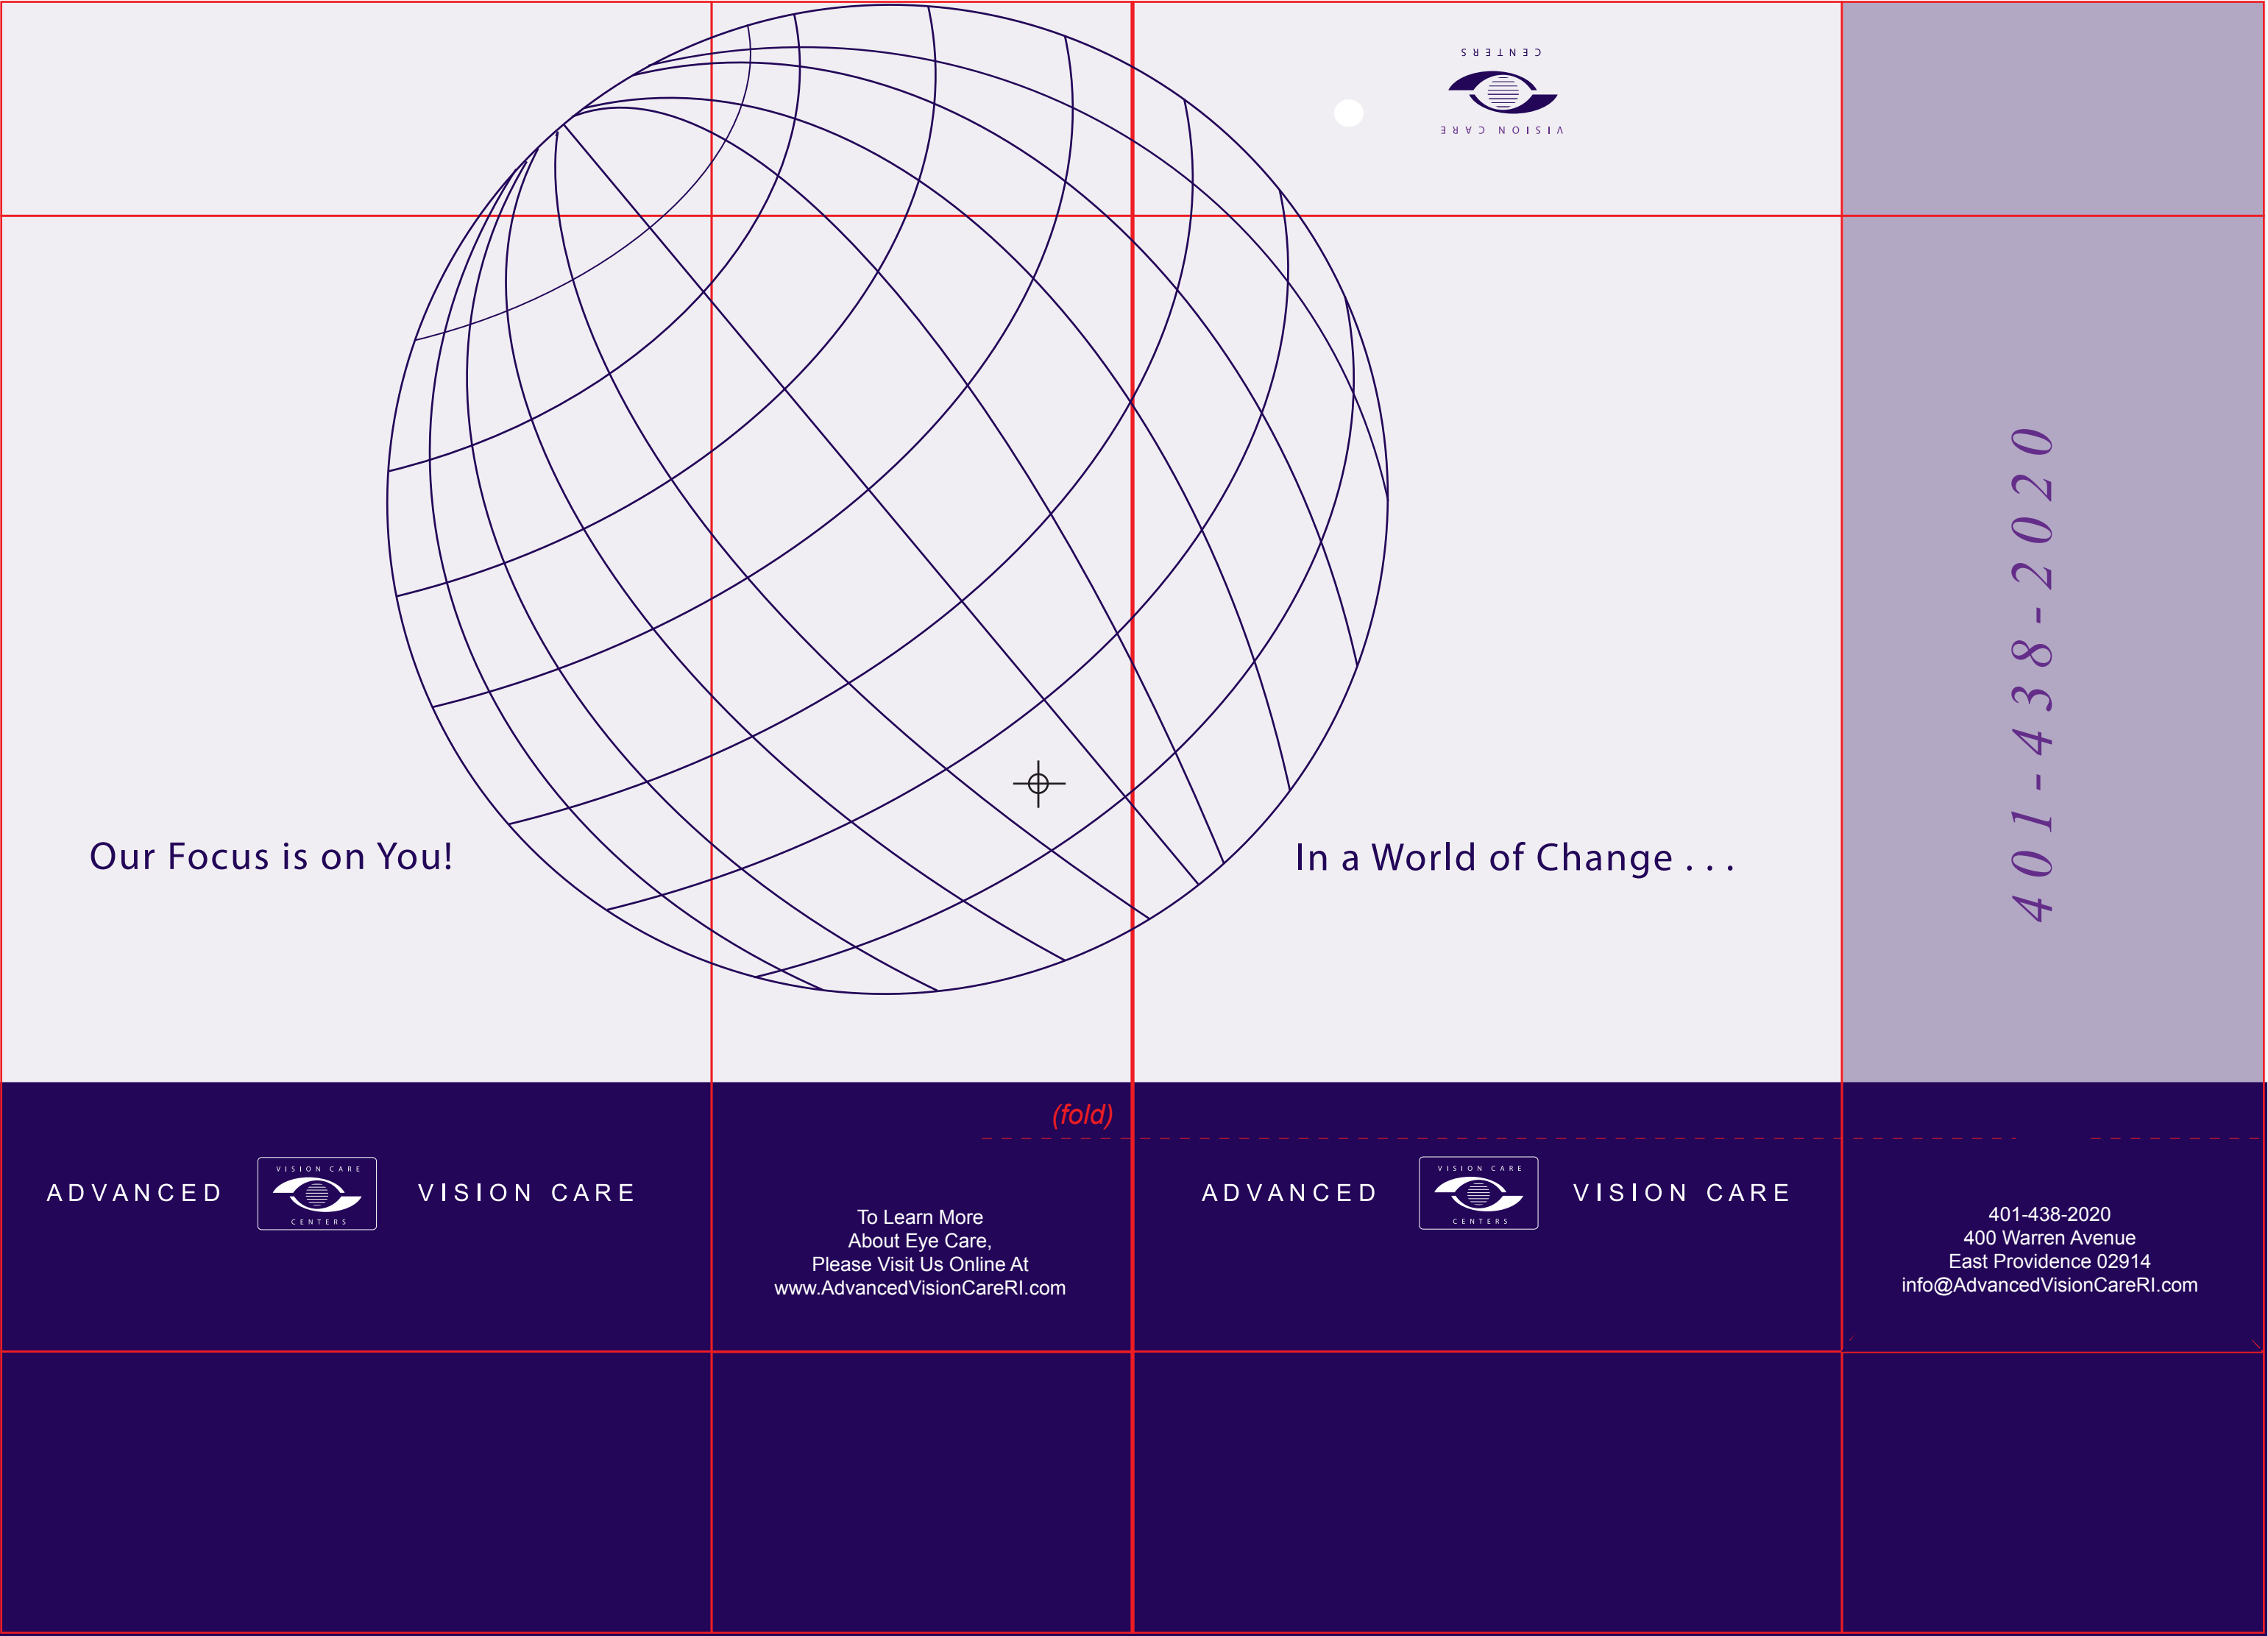 CENTERS
VISION CARE
401-438-2020
Our Focus is on You!
In a World of Change . . .
(fold)
ADVANCED
VISION CARE
CENTERS
VISION CARE
To Learn More
About Eye Care,
Please Visit Us Online At
www.AdvancedVisionCareRI.com
ADVANCED
VISION CARE
CENTERS
VISION CARE
401-438-2020
400 Warren Avenue
East Providence 02914
info@AdvancedVisionCareRI.com